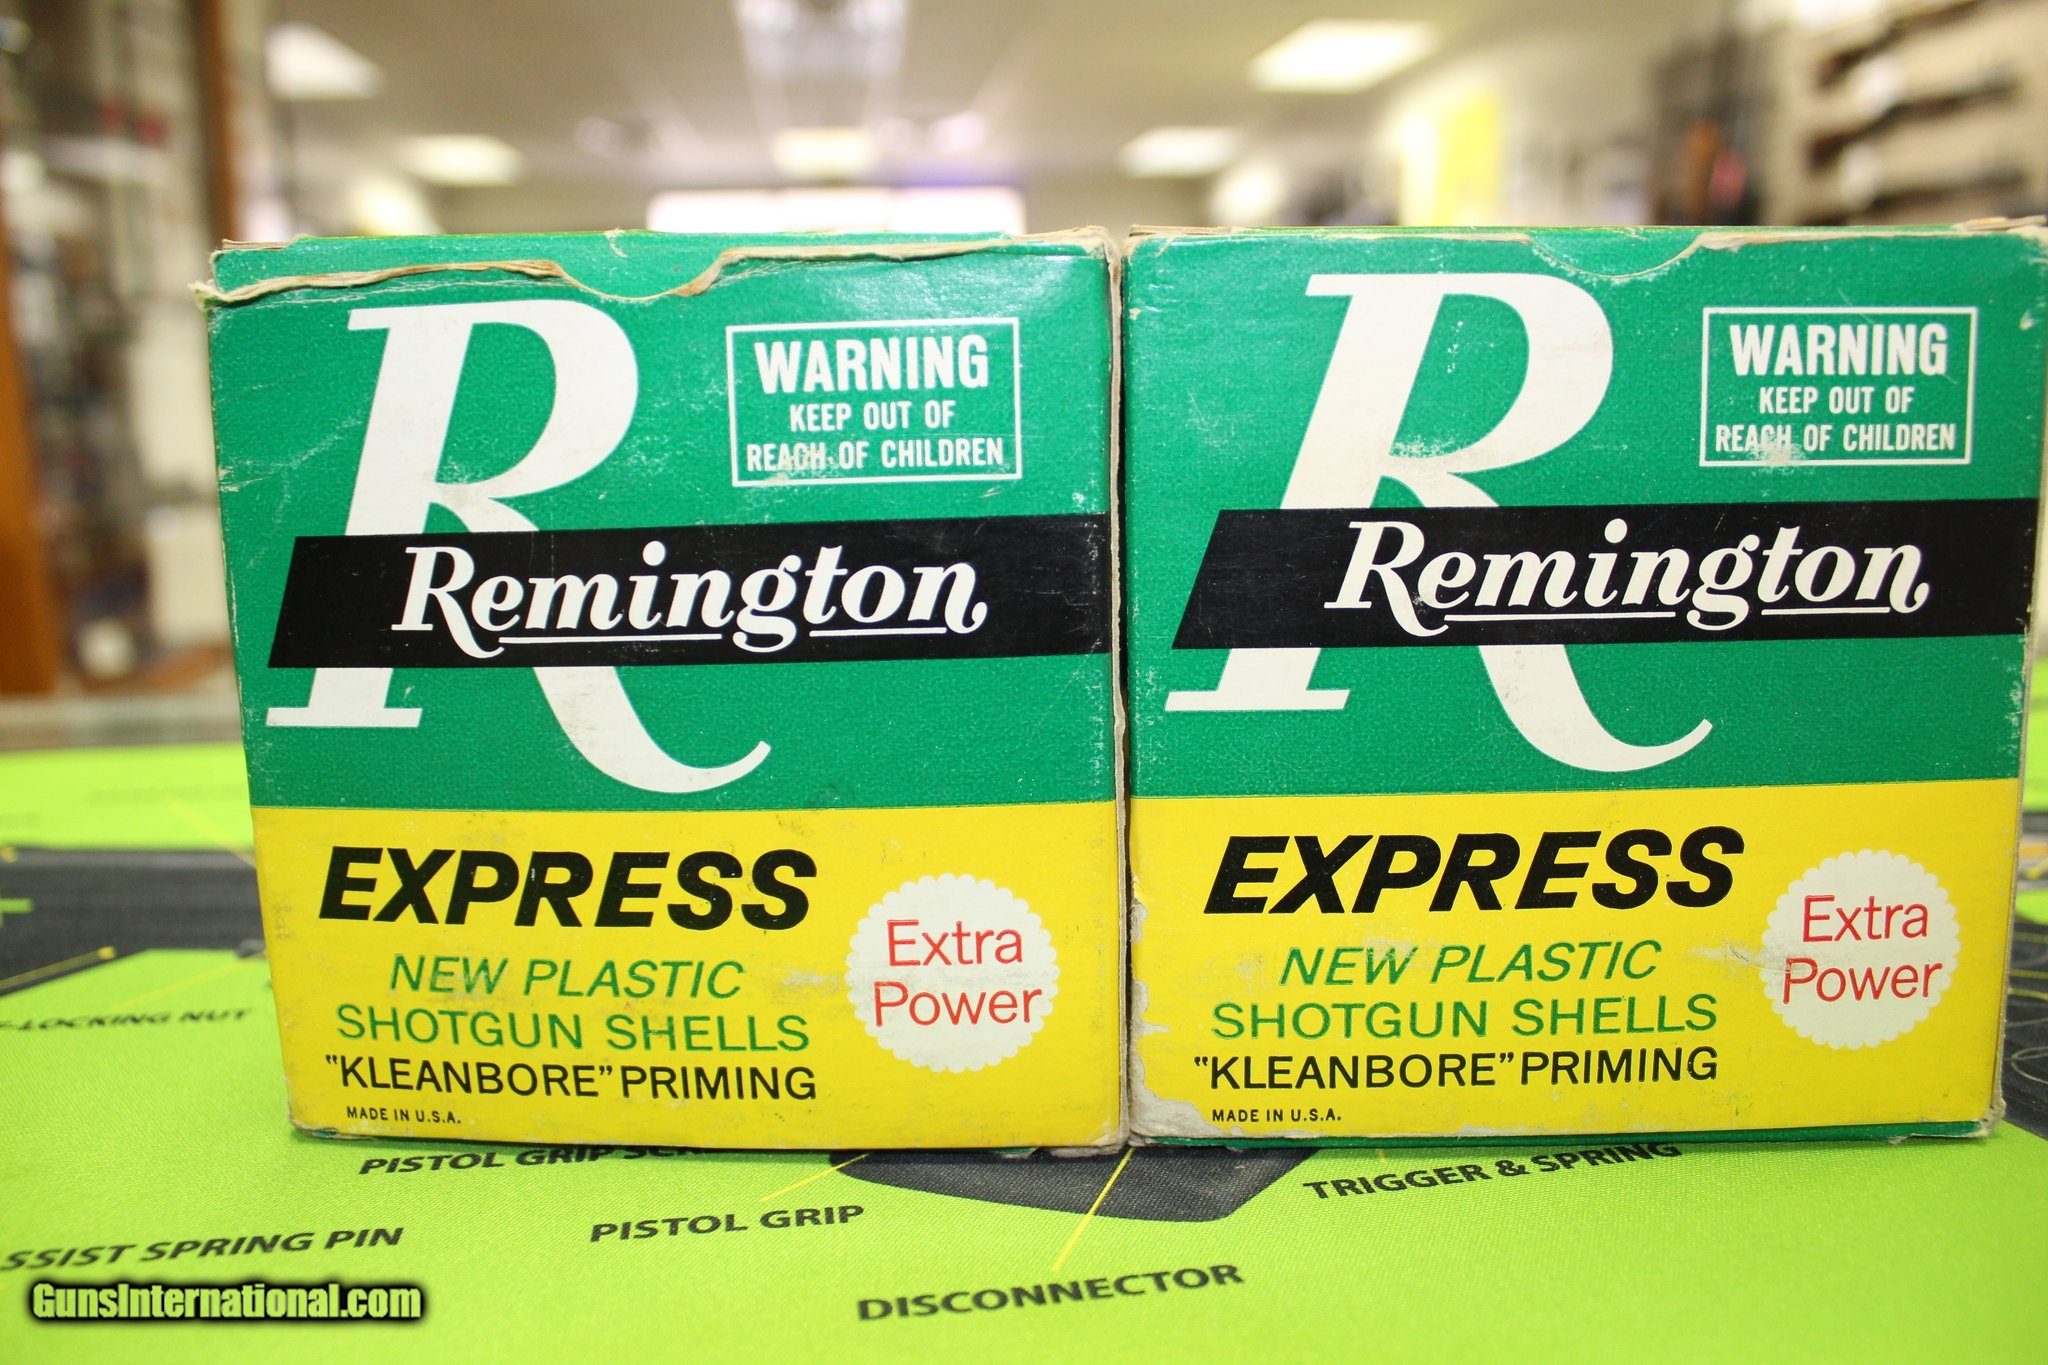 WARNING
KEEP OUT OF
REACH OF CHILDREN
R
Remington
EXPRESS
NEW PLASTIC
SHOTGUN SHELLS
"KLEANBORE" PRIMING
MADE IN U.S.A.
Extra
Power
WARNING
KEEP OUT OF
REACH OF CHILDREN
R
Remington
EXPRESS
NEW PLASTIC
SHOTGUN SHELLS
"KLEANBORE" PRIMING
MADE IN U.S.A.
Extra
Power
LOCKING NUT
PISTOL GRIP
TRIGGER & SPRING
PISTOL GRIP
SPRING PIN
DISCONNECTOR
GunsInternational.com